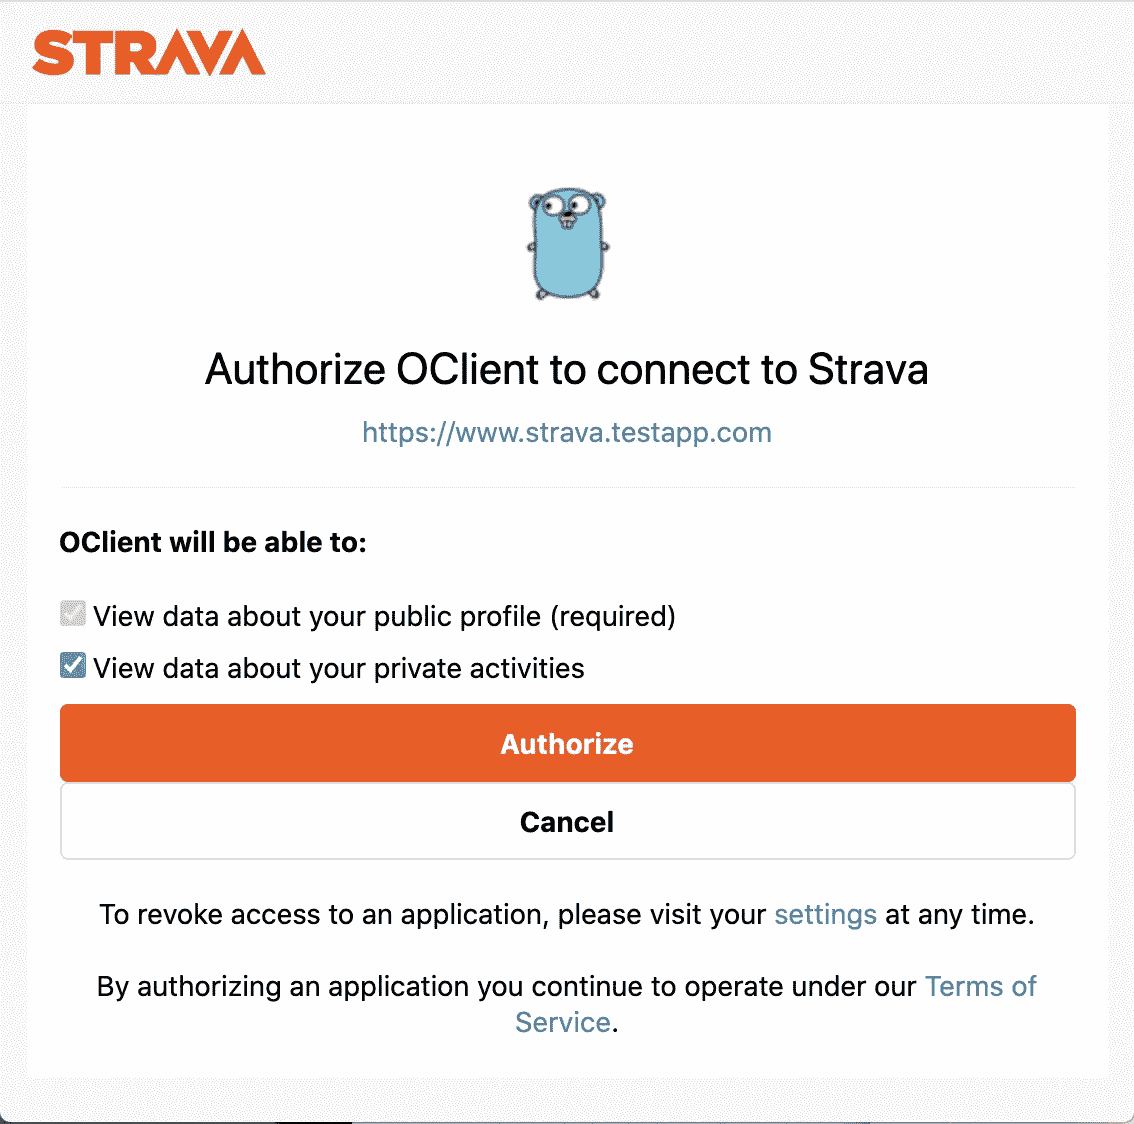 STRAVA
Authorize OClient to connect to Strava
https://www.strava.testapp.com
OClient will be able to:
View data about your public profile (required)
View data about your private activities
Authorize
Cancel
To revoke access to an application, please visit your settings at any time.
By authorizing an application you continue to operate under our Terms of
Service.